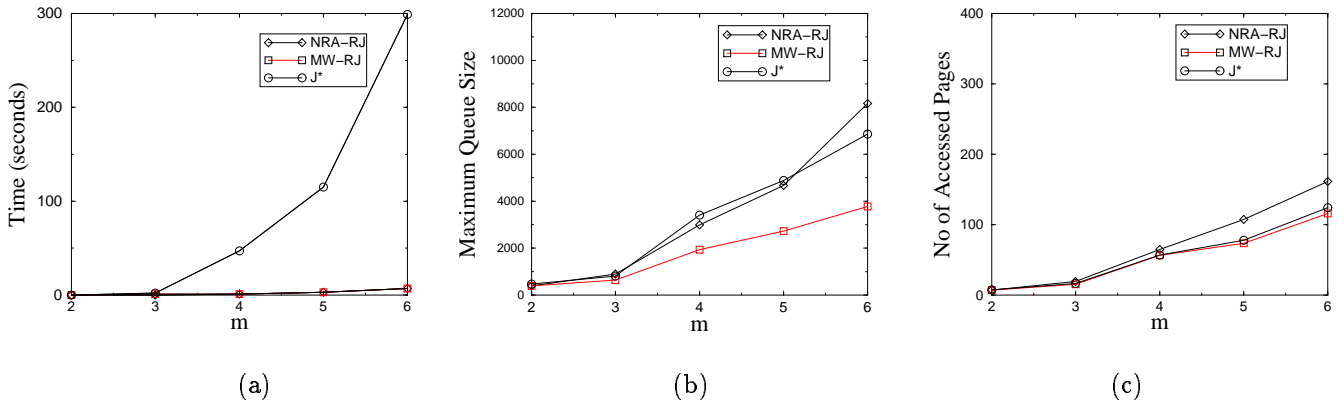 300
200
100
0
Time (seconds)
2
3
4
5
6
m
NRA-RJ
MW-RJ
J*
(a)
12000
10000
8000
6000
4000
2000
0
Maximum Queue Size
2
3
4
5
6
m
NRA-RJ
MW-RJ
J*
(b)
400
300
200
100
0
No of Accessed Pages
2
3
4
5
6
m
NRA-RJ
MW-RJ
J*
(c)